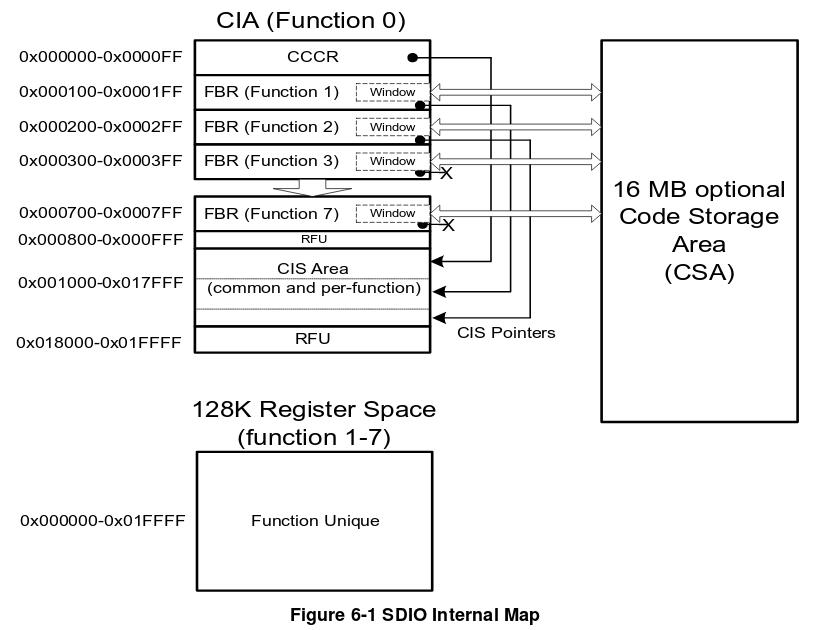 CIA (Function 0)
0x000000-0x0000FF
CCCR
0x000100-0x0001FF
FBR (Function 1)
Window
0x000200-0x0002FF
FBR (Function 2)
Window
0x000300-0x0003FF
FBR (Function 3)
Window
X
0x000700-0x0007FF
FBR (Function 7)
Window
X
0x000800-0x000FFF
RFU
0x001000-0x017FFF
CIS Area
(common and per-function)
CIS Pointers
0x018000-0x01FFFF
RFU
16 MB optional
Code Storage
Area
(CSA)
128K Register Space
(function 1-7)
0x000000-0x01FFFF
Function Unique
Figure 6-1 SDIO Internal Map